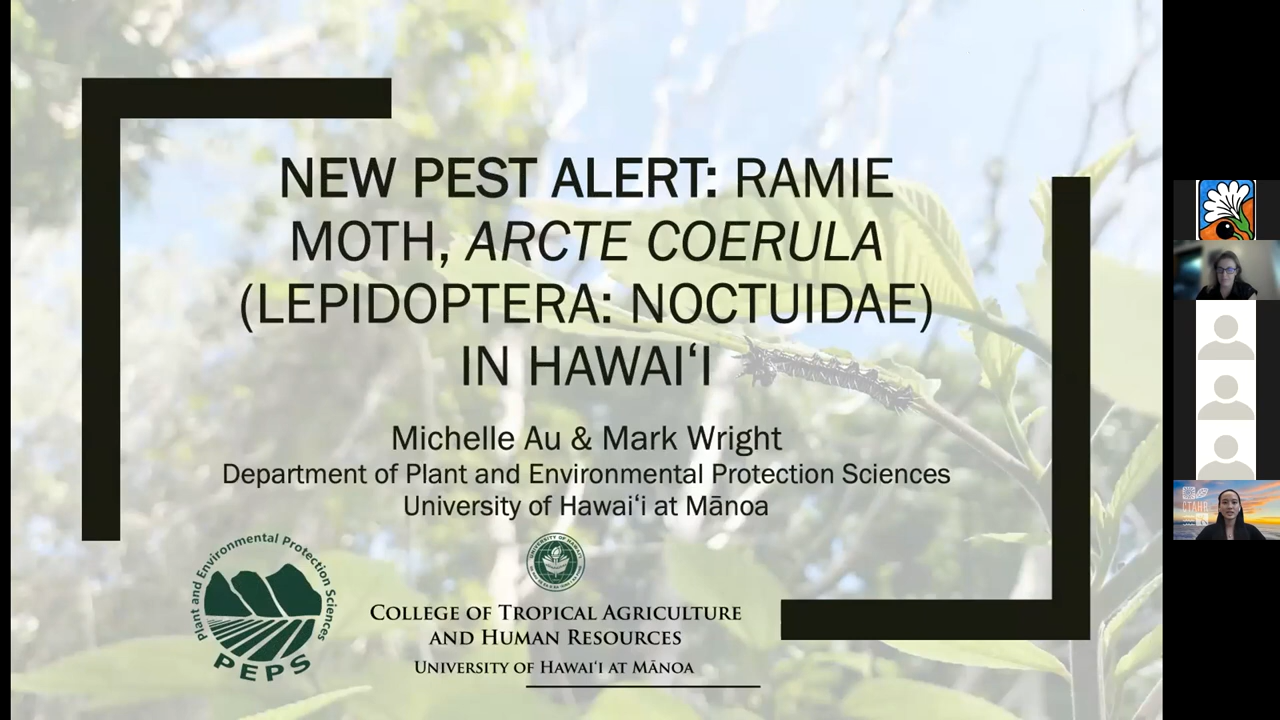 NEW PEST ALERT: RAMIE
MOTH, ARCTE COERULA
(LEPIDOPTERA: NOCTUIDAE)
IN HAWAIʻI
Michelle Au & Mark Wright
Department of Plant and Environmental Protection Sciences
University of Hawaiʻi at Mānoa
Plant and Environmental Protection Sciences
PEPS
COLLEGE OF TROPICAL AGRICULTURE
AND HUMAN RESOURCES
UNIVERSITY OF HAWAIʻI AT MĀNOA
CTAHR